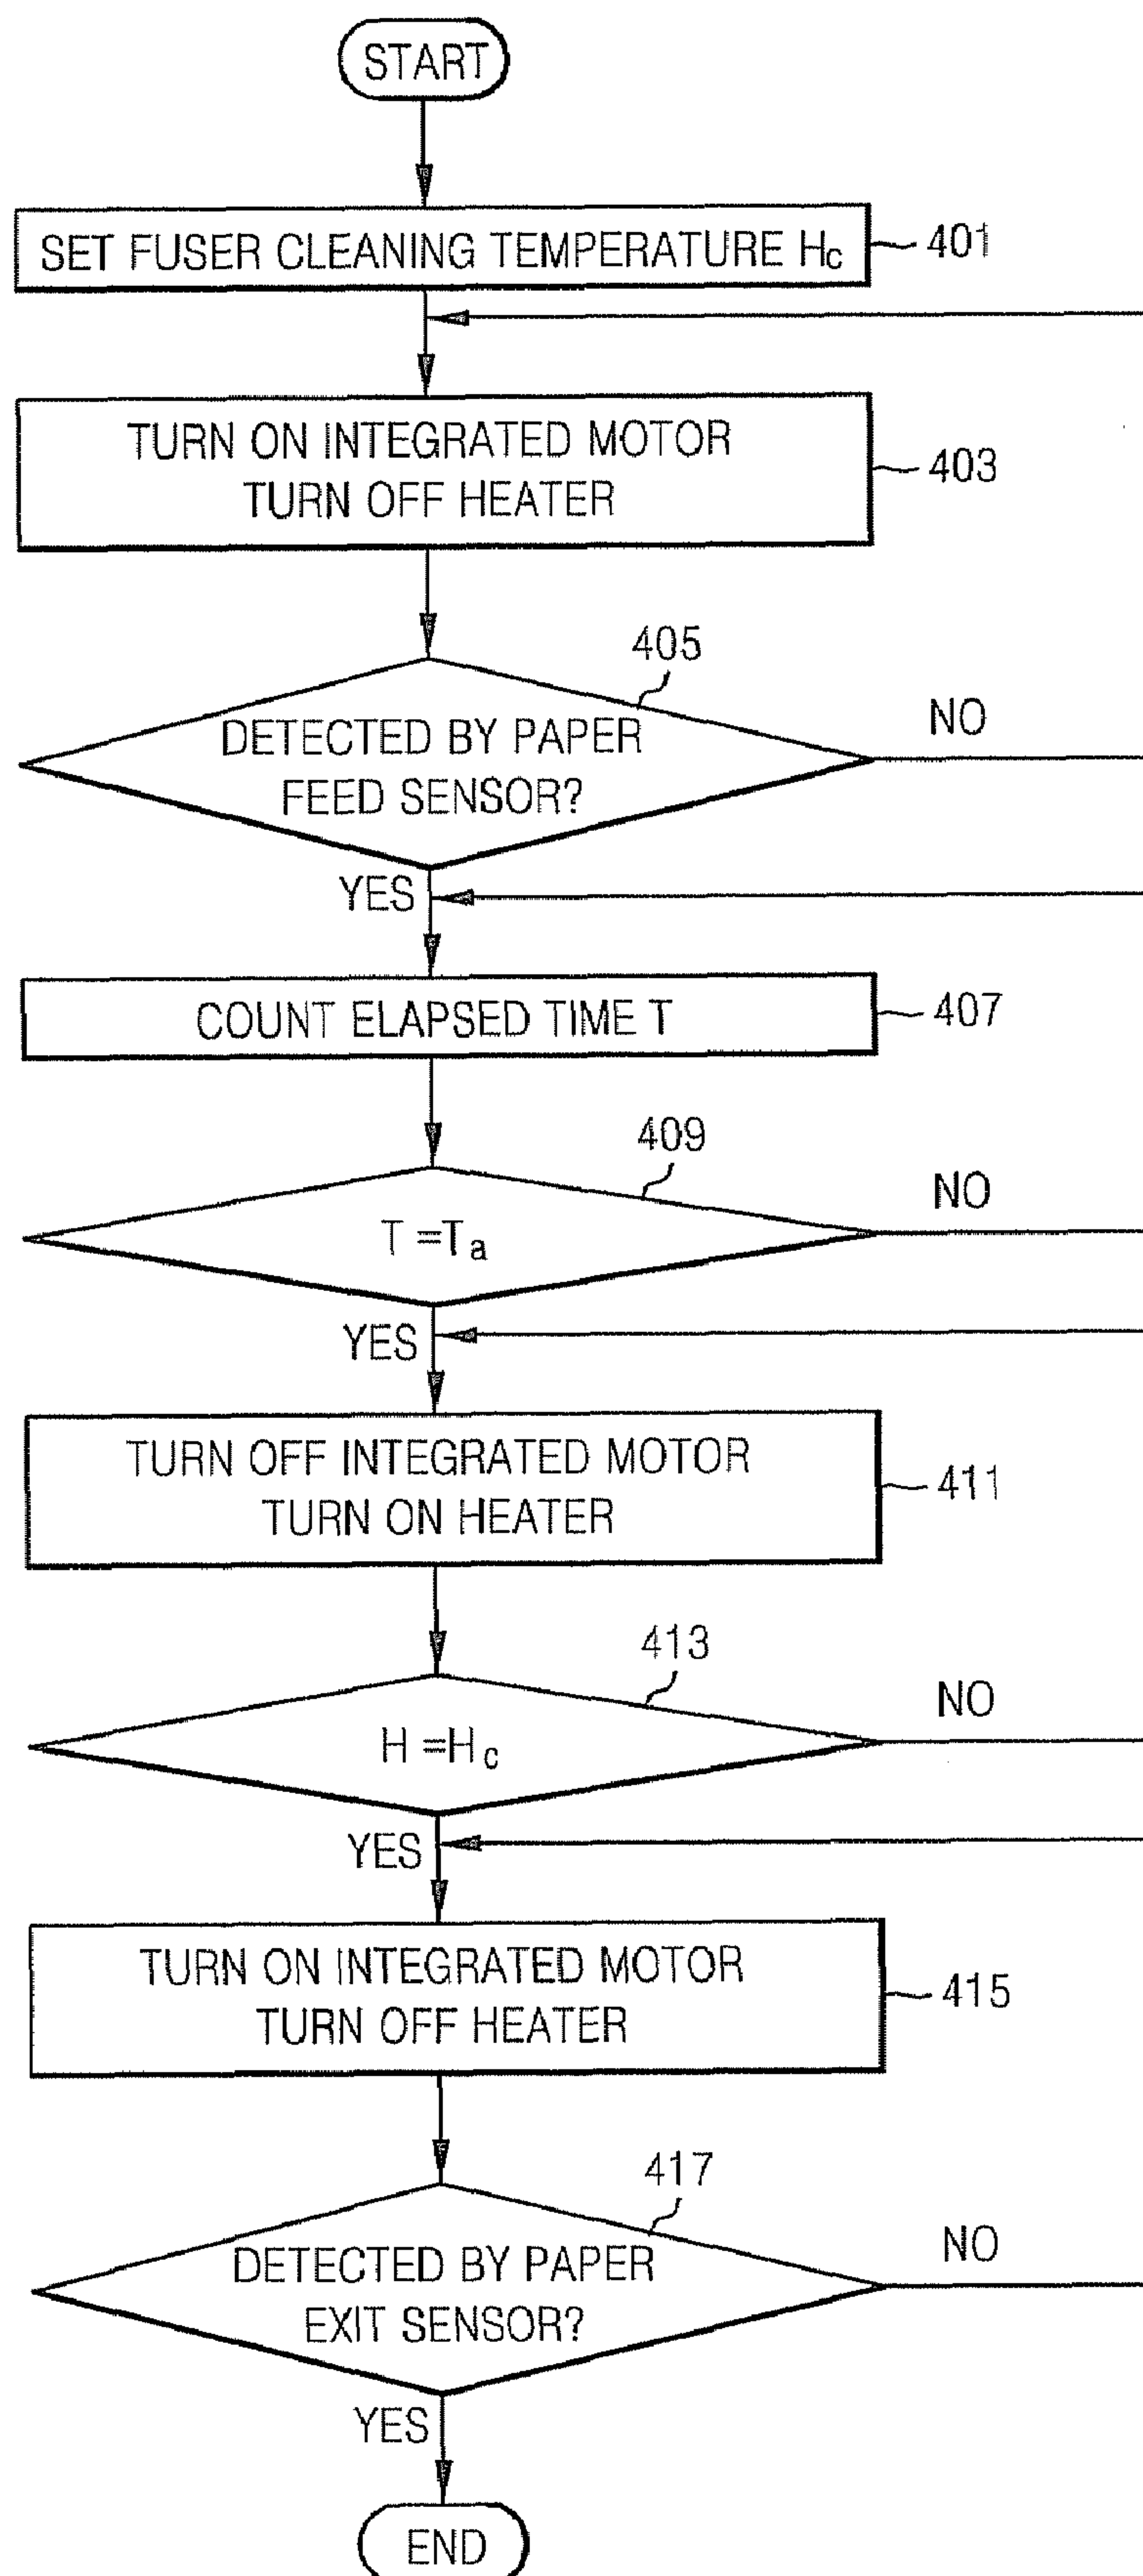 START
SET FUSER CLEANING TEMPERATURE Hc
401
TURN ON INTEGRATED MOTOR
TURN OFF HEATER
403
405
DETECTED BY PAPER
FEED SENSOR?
NO
YES
COUNT ELAPSED TIME T
407
409
T =Ta
NO
YES
TURN OFF INTEGRATED MOTOR
TURN ON HEATER
411
413
H =Hc
NO
YES
TURN ON INTEGRATED MOTOR
TURN OFF HEATER
415
417
DETECTED BY PAPER
EXIT SENSOR?
NO
YES
END